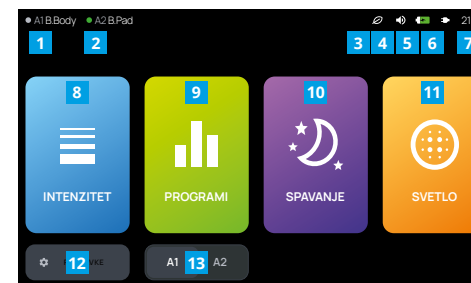 A1 B.Body A2 B.Pad 21
1 2 3 4 5 6 7
8 9 10 11
INTENZITET PROGRAMI SPAVANJE SVETLO
12 A1 13 A2